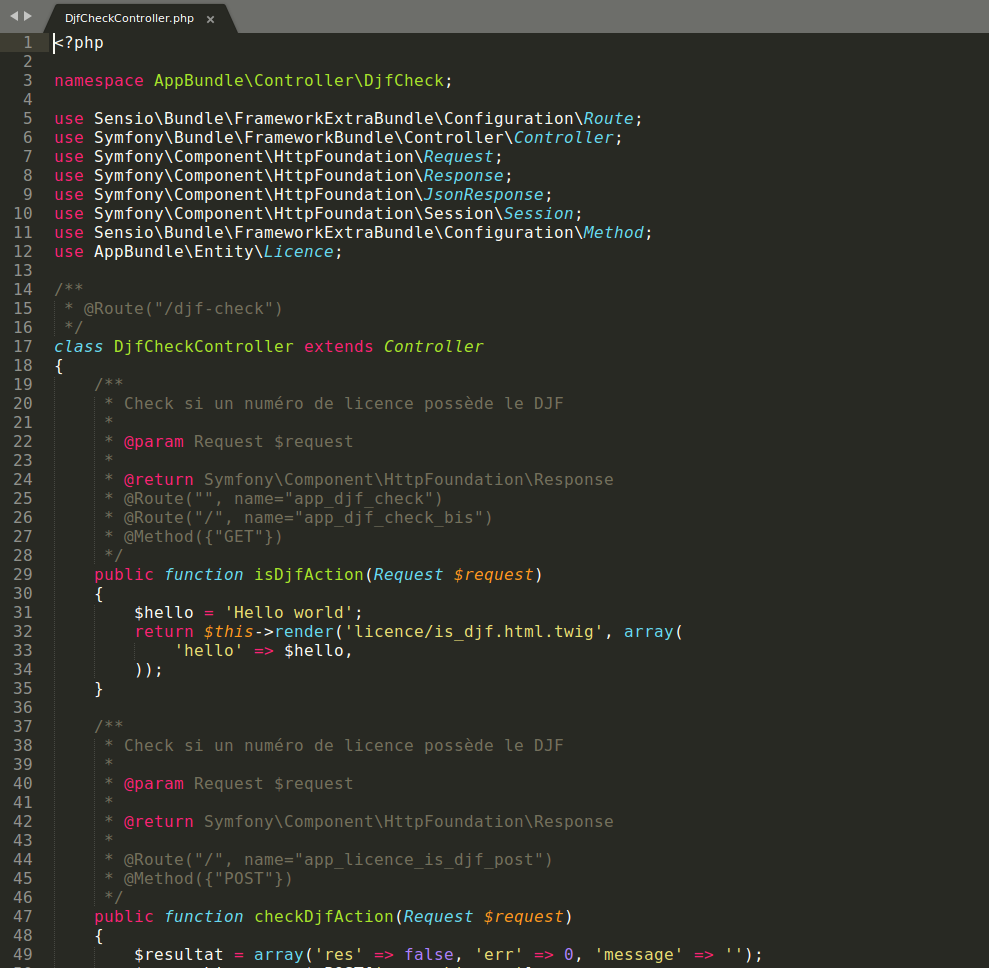 DjfCheckController.php ×
1 <?php
2
3 namespace AppBundle\Controller\DjfCheck;
4
5 use Sensio\Bundle\FrameworkExtraBundle\Configuration\Route;
6 use Symfony\Bundle\FrameworkBundle\Controller\Controller;
7 use Symfony\Component\HttpFoundation\Request;
8 use Symfony\Component\HttpFoundation\Response;
9 use Symfony\Component\HttpFoundation\JsonResponse;
10 use Symfony\Component\HttpFoundation\Session\Session;
11 use Sensio\Bundle\FrameworkExtraBundle\Configuration\Method;
12 use AppBundle\Entity\Licence;
13
14 /**
15  * @Route("/djf-check")
16  */
17 class DjfCheckController extends Controller
18 {
19     /**
20      * Check si un numéro de licence possède le DJF
21      *
22      * @param Request $request
23      *
24      * @return Symfony\Component\HttpFoundation\Response
25      * @Route("", name="app_djf_check")
26      * @Route("/", name="app_djf_check_bis")
27      * @Method({"GET"})
28      */
29     public function isDjfAction(Request $request)
30     {
31         $hello = 'Hello world';
32         return $this->render('licence/is_djf.html.twig', array(
33             'hello' => $hello,
34         ));
35     }
36
37     /**
38      * Check si un numéro de licence possède le DJF
39      *
40      * @param Request $request
41      *
42      * @return Symfony\Component\HttpFoundation\Response
43      *
44      * @Route("/", name="app_licence_is_djf_post")
45      * @Method({"POST"})
46      */
47     public function checkDjfAction(Request $request)
48     {
49         $resultat = array('res' => false, 'err' => 0, 'message' => '');